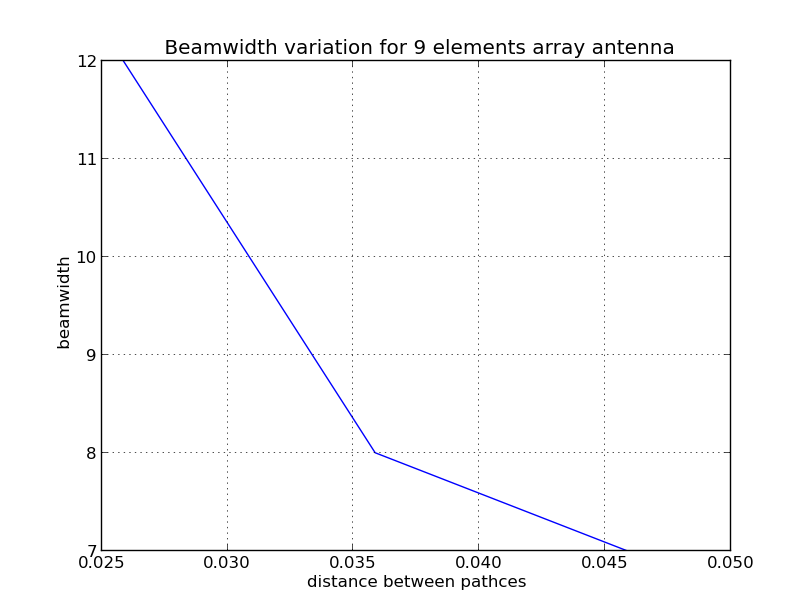 Beamwidth variation for 9 elements array antenna
12
11
10
9
8
7
beamwidth
0.025 0.030 0.035 0.040 0.045 0.050
distance between pathces